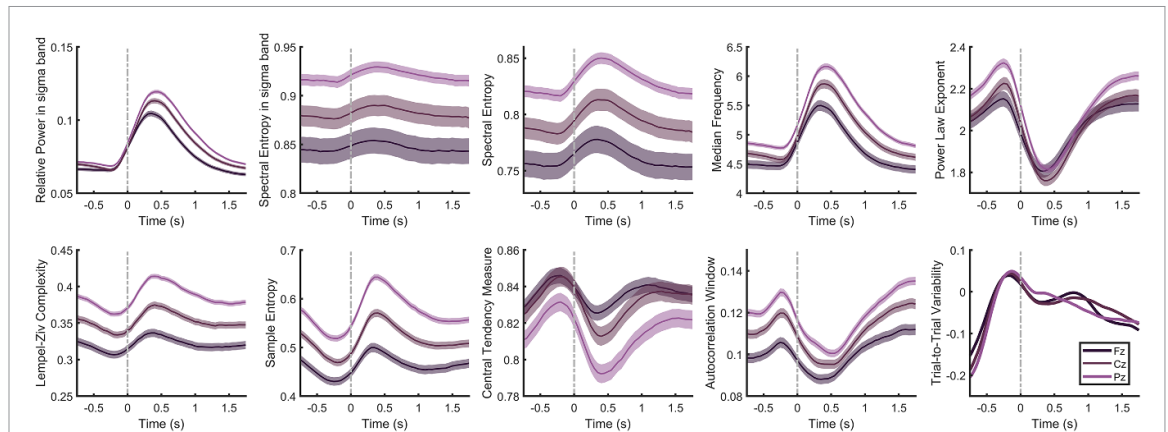 Relative Power in sigma band
0.15
0.1
0.05
-0.5 0 0.5 1 1.5
Time (s)
Spectral Entropy in sigma band
0.95
0.9
0.85
0.8
-0.5 0 0.5 1 1.5
Time (s)
Spectral Entropy
0.85
0.8
0.75
-0.5 0 0.5 1 1.5
Time (s)
Median Frequency
6.5
6
5.5
5
4.5
4
-0.5 0 0.5 1 1.5
Time (s)
Power Law Exponent
2.4
2.2
2
1.8
-0.5 0 0.5 1 1.5
Time (s)
Lempel-Ziv Complexity
0.45
0.4
0.35
0.3
0.25
-0.5 0 0.5 1 1.5
Time (s)
Sample Entropy
0.7
0.6
0.5
0.4
-0.5 0 0.5 1 1.5
Time (s)
Central Tendency Measure
0.86
0.84
0.82
0.8
0.78
-0.5 0 0.5 1 1.5
Time (s)
Autocorrelation Window
0.14
0.12
0.1
0.08
-0.5 0 0.5 1 1.5
Time (s)
Trial-to-Trial Variability
0.1
0
-0.1
-0.2
-0.5 0 0.5 1 1.5
Time (s)
Fz
Cz
Pz